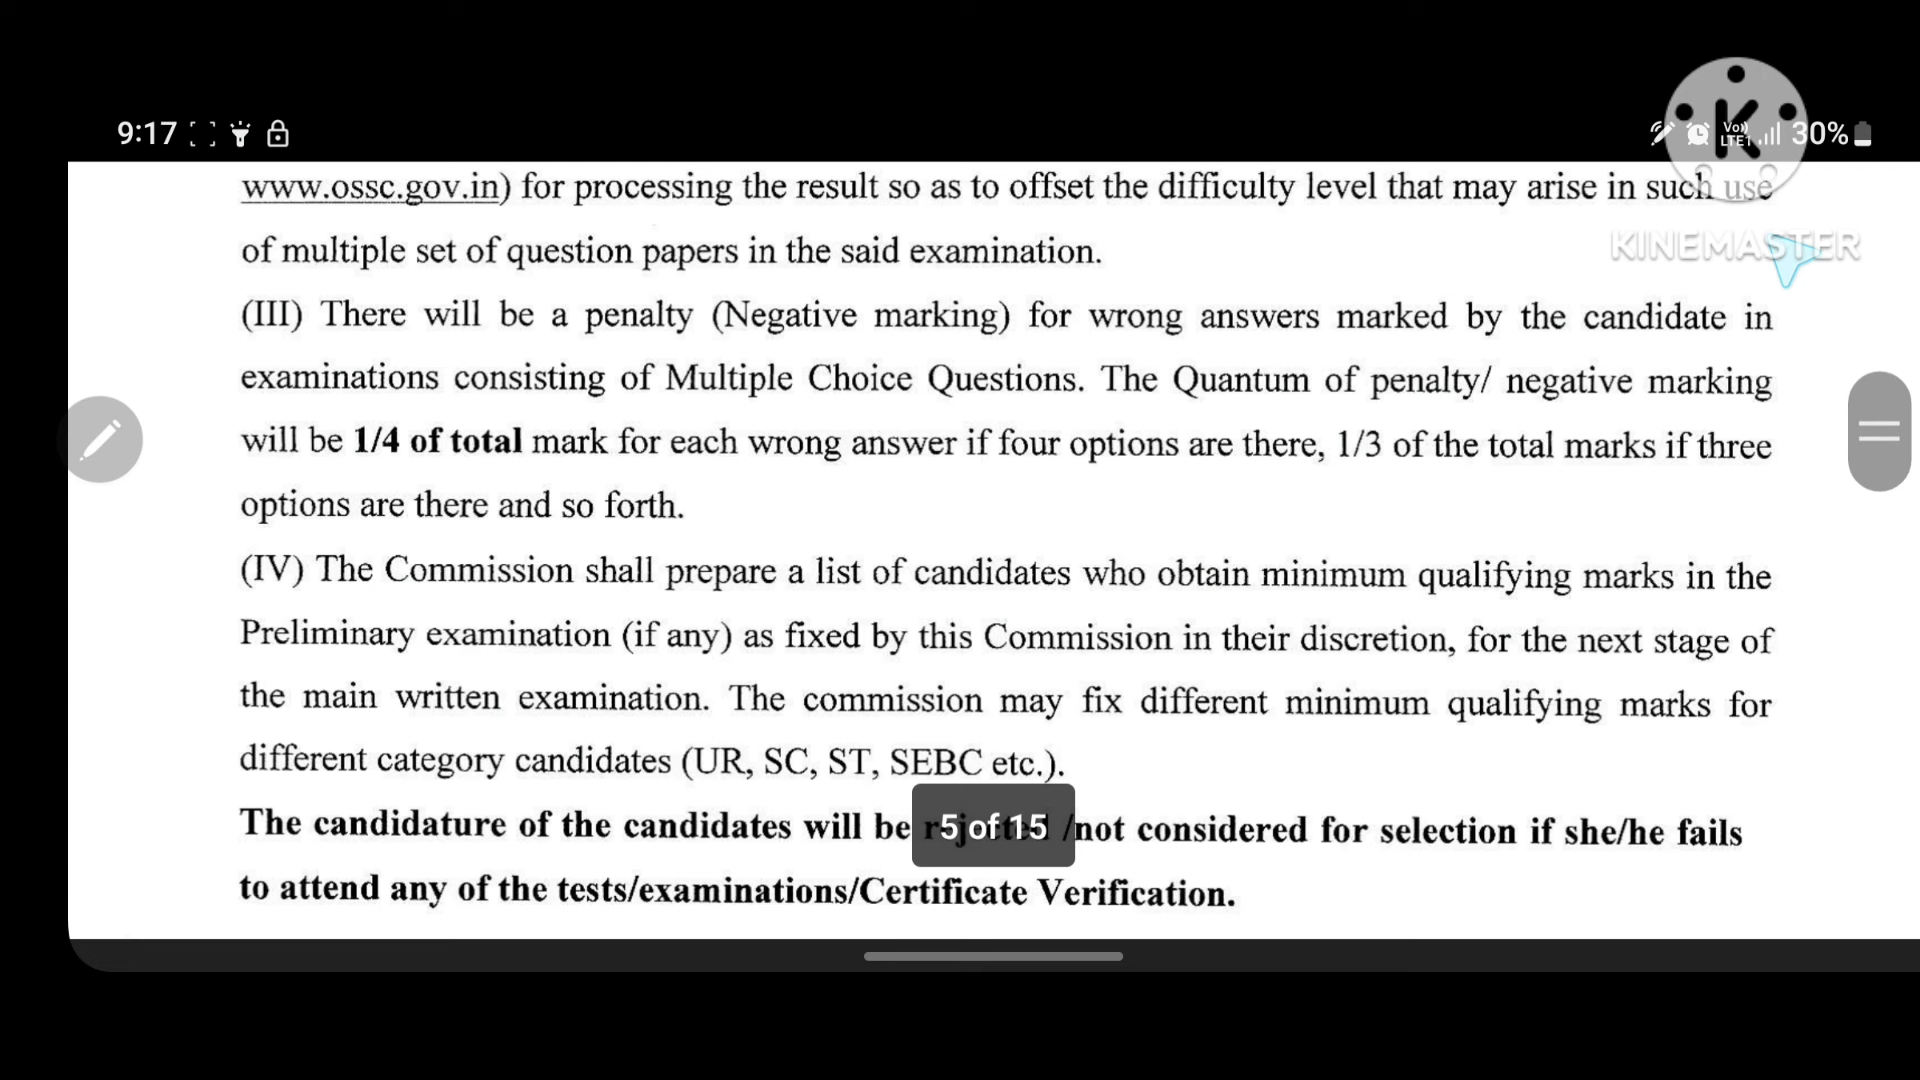 9:17
Vo)) LTE1 30%
K
KINEMASTER
www.ossc.gov.in) for processing the result so as to offset the difficulty level that may arise in such use
of multiple set of question papers in the said examination.
(III) There will be a penalty (Negative marking) for wrong answers marked by the candidate in
examinations consisting of Multiple Choice Questions. The Quantum of penalty/ negative marking
will be 1/4 of total mark for each wrong answer if four options are there, 1/3 of the total marks if three
options are there and so forth.
(IV) The Commission shall prepare a list of candidates who obtain minimum qualifying marks in the
Preliminary examination (if any) as fixed by this Commission in their discretion, for the next stage of
the main written examination. The commission may fix different minimum qualifying marks for
different category candidates (UR, SC, ST, SEBC etc.).
The candidature of the candidates will be /not considered for selection if she/he fails
5 of 15
to attend any of the tests/examinations/Certificate Verification.